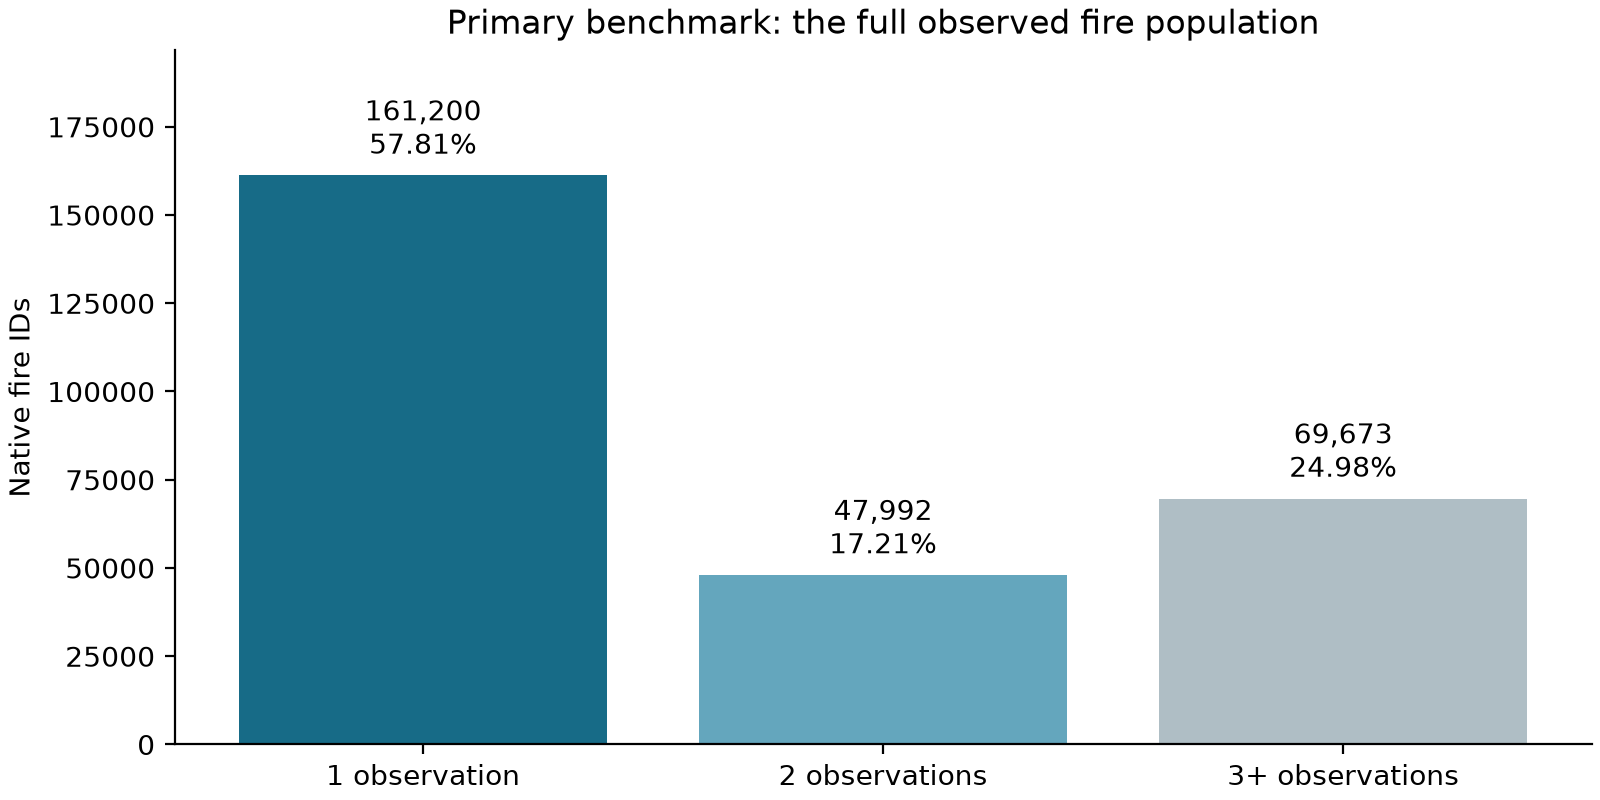 Primary benchmark: the full observed fire population
Native fire IDs
175000
150000
125000
100000
75000
50000
25000
0
161,200
57.81%
47,992
17.21%
69,673
24.98%
1 observation
2 observations
3+ observations